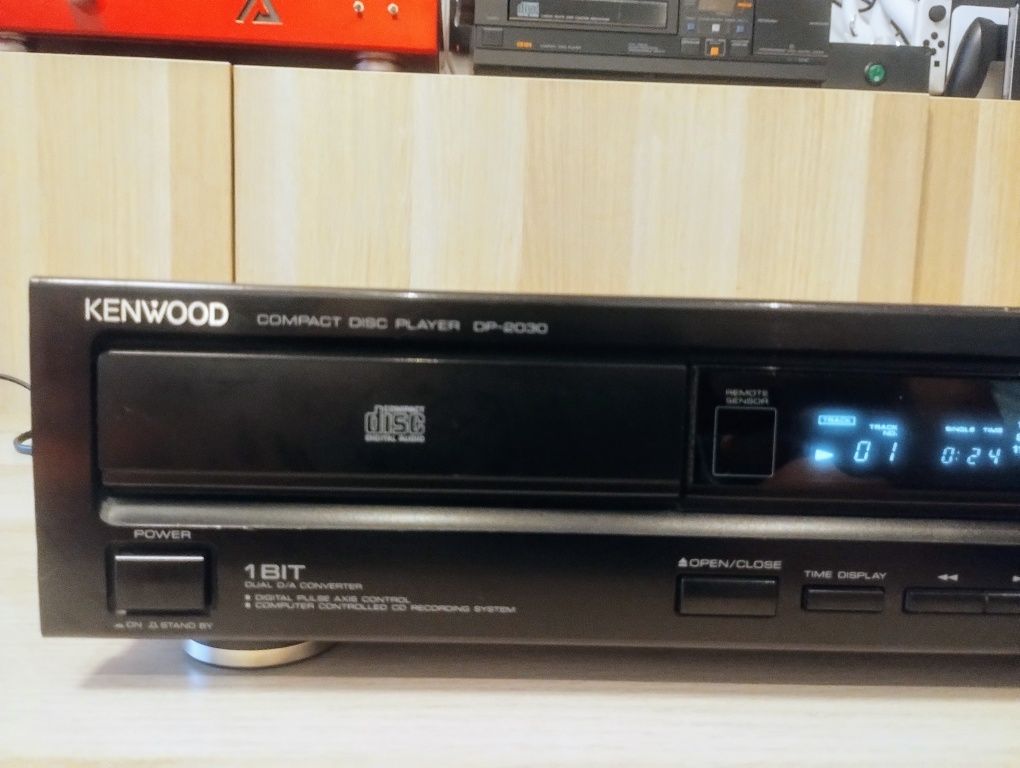 KENWOOD
COMPACT DISC PLAYER DP-2030
COMPACT
disc
DIGITAL AUDIO
REMOTE
SENSOR
TRACK
TRACK
NO.
SINGLE TIME
01
0:24
POWER
ON STAND BY
1 BIT
DUAL D/A CONVERTER
DIGITAL PULSE AXIS CONTROL
COMPUTER CONTROLLED CD RECORDING SYSTEM
OPEN/CLOSE
TIME DISPLAY